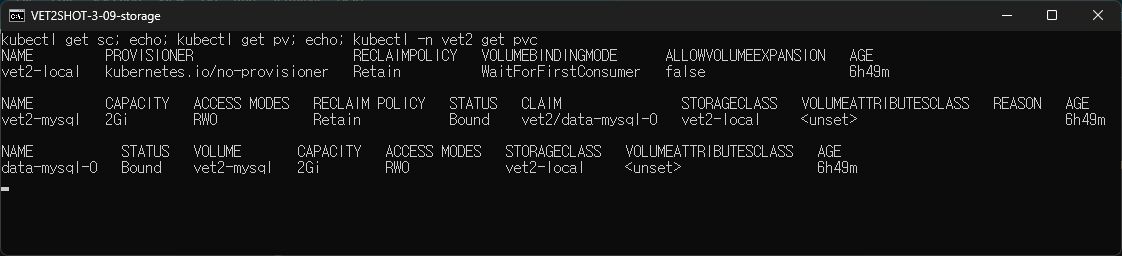 VET2SHOT-3-09-storage
kubectl get sc; echo; kubectl get pv; echo; kubectl -n vet2 get pvc
NAME PROVISIONER RECLAIMPOLICY VOLUMEBINDINGMODE ALLOWVOLUMEEXPANSION AGE
vet2-local kubernetes.io/no-provisioner Retain WaitForFirstConsumer false 6h49m
NAME CAPACITY ACCESS MODES RECLAIM POLICY STATUS CLAIM STORAGECLASS VOLUMEATTRIBUTESCLASS REASON AGE
vet2-mysql 2Gi RWO Retain Bound vet2/data-mysql-0 vet2-local <unset> 6h49m
NAME STATUS VOLUME CAPACITY ACCESS MODES STORAGECLASS VOLUMEATTRIBUTESCLASS AGE
data-mysql-0 Bound vet2-mysql 2Gi RWO vet2-local <unset> 6h49m